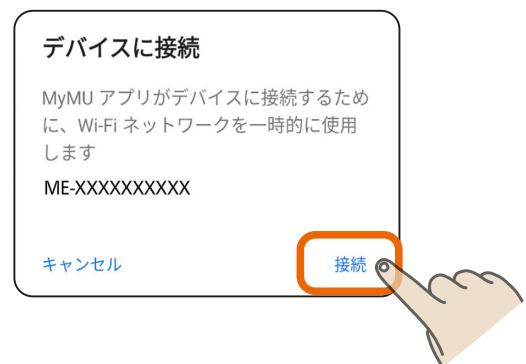 デバイスに接続
MyMU アプリがデバイスに接続するため
に、Wi-Fi ネットワークを一時的に使用
します
ME-XXXXXXXXXX
キャンセル
接続